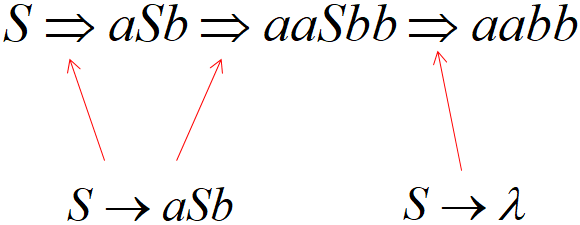 S ⇒ aSb ⇒ aaSbb ⇒ aabb
S → aSb S → λ